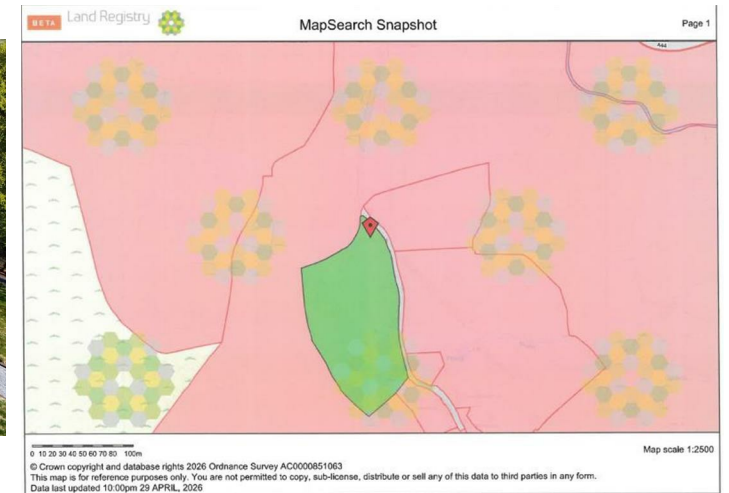 BETA Land Registry
MapSearch Snapshot
Page 1
A44
0 10 20 30 40 50 60 70 80 100m
Map scale 1:2500
© Crown copyright and database rights 2026 Ordnance Survey AC0000851063
This map is for reference purposes only. You are not permitted to copy, sub-license, distribute or sell any of this data to third parties in any form.
Data last updated 10:00pm 29 APRIL, 2026